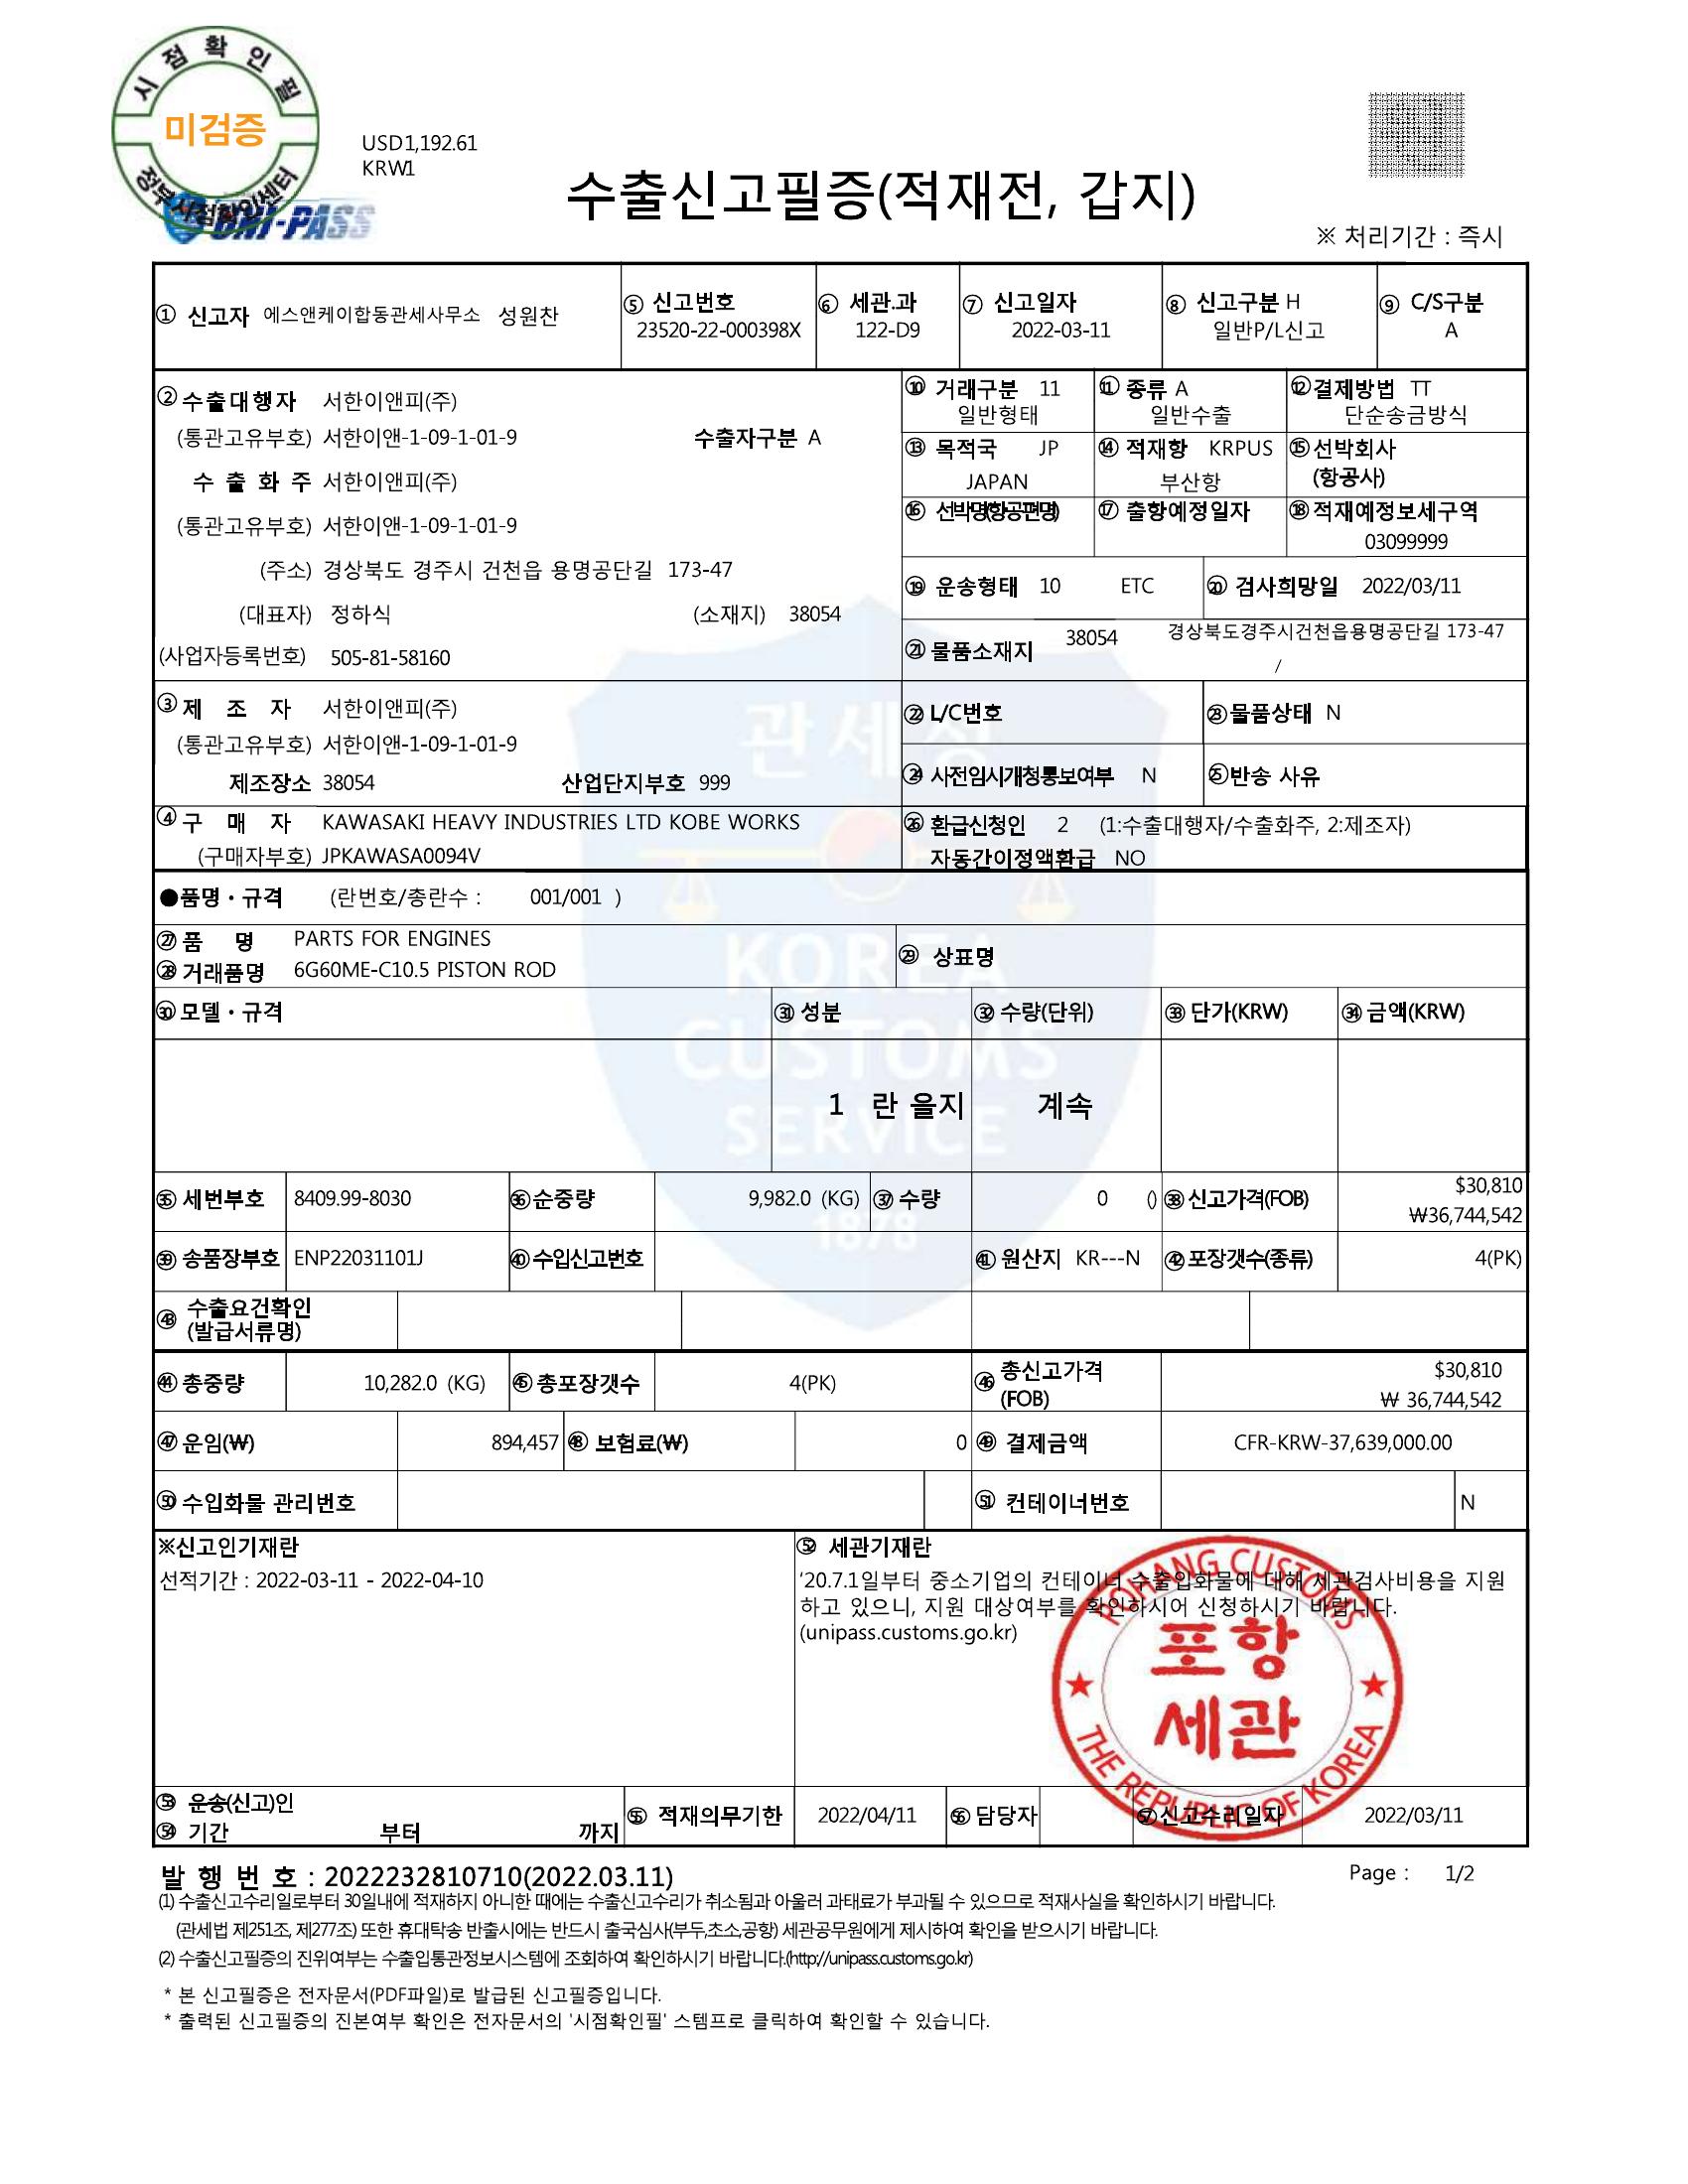 시점확인필
미검증
정부시점확인센터
UNI-PASS
USD1,192.61
KRW1
수출신고필증(적재전, 갑지)
※ 처리기간 : 즉시
① 신고자 에스앤케이합동관세사무소 성원찬
⑤ 신고번호
23520-22-000398X
⑥ 세관.과
122-D9
⑦ 신고일자
2022-03-11
⑧ 신고구분 H
일반P/L신고
⑨ C/S구분
A
② 수출대행자 서한이앤피(주)
(통관고유부호) 서한이앤-1-09-1-01-9 수출자구분 A
수 출 화 주 서한이앤피(주)
(통관고유부호) 서한이앤-1-09-1-01-9
(주소) 경상북도 경주시 건천읍 용명공단길 173-47
(대표자) 정하식 (소재지) 38054
(사업자등록번호) 505-81-58160
⑩ 거래구분 11
일반형태
⑪ 종류 A
일반수출
⑫ 결제방법 TT
단순송금방식
⑬ 목적국 JP
JAPAN
⑭ 적재항 KRPUS
부산항
⑮ 선박회사
(항공사)
⑯ 선박명(항공편명)
⑰ 출항예정일자
⑱ 적재예정보세구역
03099999
⑲ 운송형태 10 ETC
⑳ 검사희망일 2022/03/11
㉑ 물품소재지 38054 경상북도경주시건천읍용명공단길 173-47
/
③ 제 조 자 서한이앤피(주)
(통관고유부호) 서한이앤-1-09-1-01-9
제조장소 38054 산업단지부호 999
㉒ L/C번호
㉓ 물품상태 N
㉔ 사전임시개청통보여부 N
㉕ 반송 사유
④ 구 매 자 KAWASAKI HEAVY INDUSTRIES LTD KOBE WORKS
(구매자부호) JPKAWASA0094V
㉖ 환급신청인 2 (1:수출대행자/수출화주, 2:제조자)
자동간이정액환급 NO
●품명・규격 (란번호/총란수 : 001/001 )
㉗ 품 명 PARTS FOR ENGINES
㉘ 거래품명 6G60ME-C10.5 PISTON ROD
㉙ 상표명
㉚ 모델・규격
㉛ 성분
㉜ 수량(단위)
㉝ 단가(KRW)
㉞ 금액(KRW)
1 란 을지 계속
㉟ 세번부호 8409.99-8030
㊱ 순중량 9,982.0 (KG)
㊲ 수량 0 ()
㊳ 신고가격(FOB) $30,810
₩36,744,542
㊴ 송품장부호 ENP22031101J
㊵ 수입신고번호
㊶ 원산지 KR---N
㊷ 포장갯수(종류) 4(PK)
㊸ 수출요건확인
(발급서류명)
㊹ 총중량 10,282.0 (KG)
㊺ 총포장갯수 4(PK)
㊻ 총신고가격
(FOB)
$30,810
₩ 36,744,542
㊼ 운임(₩) 894,457
㊽ 보험료(₩) 0
㊾ 결제금액 CFR-KRW-37,639,000.00
㊿ 수입화물 관리번호
51 컨테이너번호 N
※신고인기재란
선적기간 : 2022-03-11 - 2022-04-10
52 세관기재란
'20.7.1일부터 중소기업의 컨테이너 수출입화물에 대해 세관검사비용을 지원
하고 있으니, 지원 대상여부를 확인하시어 신청하시기 바랍니다.
(unipass.customs.go.kr)
POHANG CUSTOMS
포항
세관
THE REPUBLIC OF KOREA
53 운송(신고)인
54 기간 부터 까지
55 적재의무기한 2022/04/11
56 담당자
57 신고수리일자 2022/03/11
관세청
KOREA
CUSTOMS
SERVICE
1878
발 행 번 호 : 2022232810710(2022.03.11)
Page : 1/2
(1) 수출신고수리일로부터 30일내에 적재하지 아니한 때에는 수출신고수리가 취소됨과 아울러 과태료가 부과될 수 있으므로 적재사실을 확인하시기 바랍니다.
(관세법 제251조, 제277조) 또한 휴대탁송 반출시에는 반드시 출국심사(부두,초소,공항) 세관공무원에게 제시하여 확인을 받으시기 바랍니다.
(2) 수출신고필증의 진위여부는 수출입통관정보시스템에 조회하여 확인하시기 바랍니다.(http://unipass.customs.go.kr)
* 본 신고필증은 전자문서(PDF파일)로 발급된 신고필증입니다.
* 출력된 신고필증의 진본여부 확인은 전자문서의 '시점확인필' 스탬프로 클릭하여 확인할 수 있습니다.